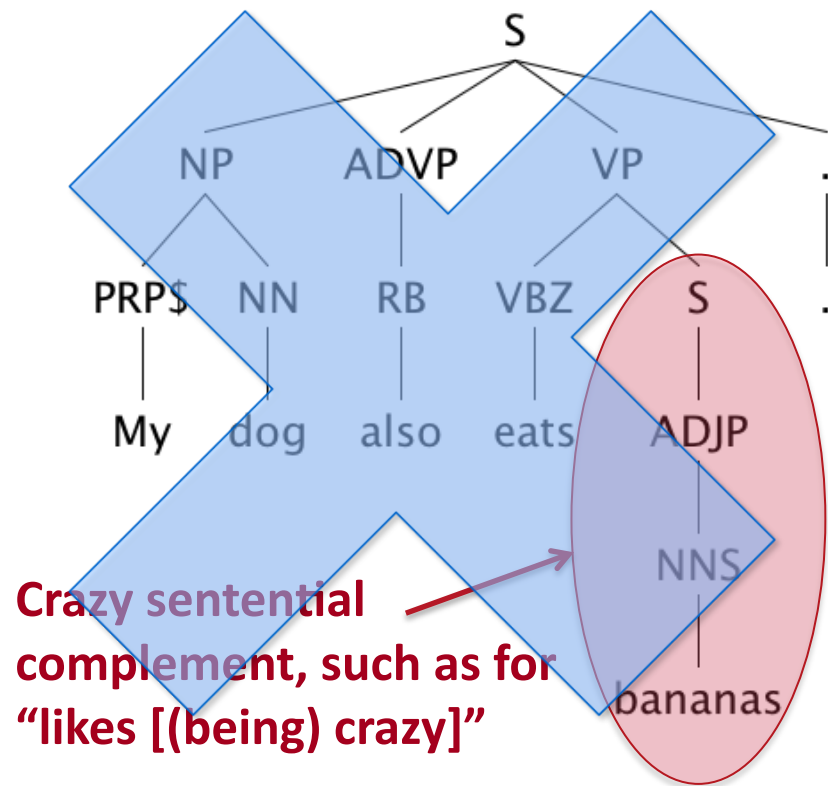 S
NP ADVP VP .
PRP$ NN RB VBZ S .
My dog also eats ADJP
NNS
Crazy sentential
complement, such as for
bananas
“likes [(being) crazy]”